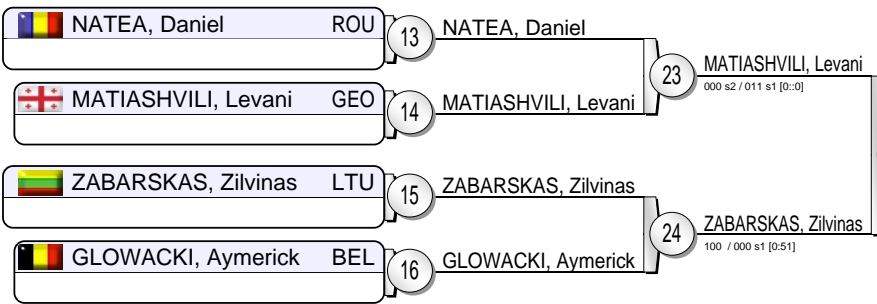 NATEA, Daniel ROU
13
NATEA, Daniel
23
MATIASHVILI, Levani
000 s2 / 011 s1 [0::0]
MATIASHVILI, Levani GEO
14
MATIASHVILI, Levani
ZABARSKAS, Zilvinas LTU
15
ZABARSKAS, Zilvinas
24
ZABARSKAS, Zilvinas
100 / 000 s1 [0:51]
GLOWACKI, Aymerick BEL
16
GLOWACKI, Aymerick